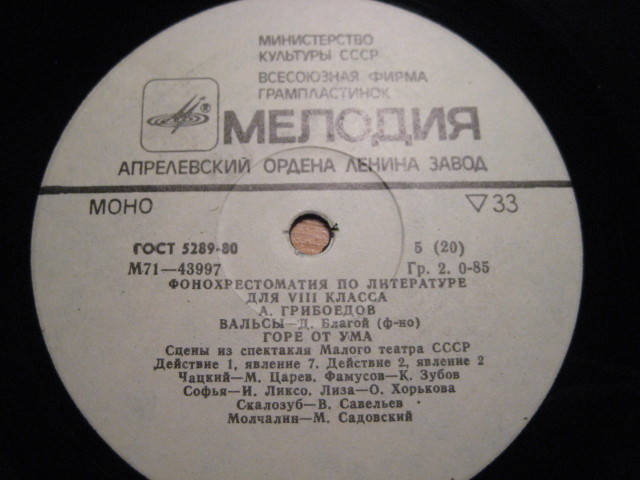 МИНИСТЕРСТВО
КУЛЬТУРЫ СССР
ВСЕСОЮЗНАЯ ФИРМА
ГРАМПЛАСТИНОК
®
МЕЛОДИЯ
АПРЕЛЕВСКИЙ ОРДЕНА ЛЕНИНА ЗАВОД
МОНО ▽33
ГОСТ 5289-80 5 (20)
М71—43997 Гр. 2. 0-85
ФОНОХРЕСТОМАТИЯ ПО ЛИТЕРАТУРЕ
ДЛЯ VIII КЛАССА
А. ГРИБОЕДОВ
ВАЛЬСЫ—Д. Благой (ф-но)
ГОРЕ ОТ УМА
Сцены из спектакля Малого театра СССР
Действие 1, явление 7. Действие 2, явление 2
Чацкий—М. Царев, Фамусов—К. Зубов
Софья—И. Ликсо, Лиза—О. Хорькова
Скалозуб—В. Савельев
Молчалин—М. Садовский